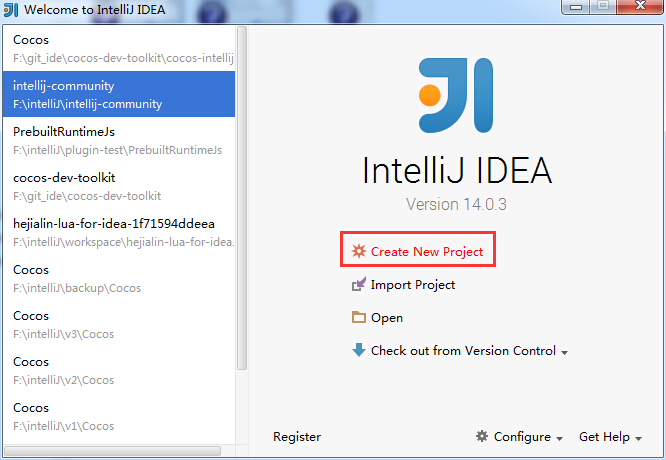 Welcome to IntelliJ IDEA
Cocos
F:\git_ide\cocos-dev-toolkit\cocos-intellij
intellij-community
F:\intelliJ\intellij-community
PrebuiltRuntimeJs
F:\intelliJ\plugin-test\PrebuiltRuntimeJs
cocos-dev-toolkit
F:\git_ide\cocos-dev-toolkit
hejialin-lua-for-idea-1f71594ddeea
F:\intelliJ\workspace\hejialin-lua-for-idea.
Cocos
F:\intelliJ\backup\Cocos
Cocos
F:\intelliJ\v3\Cocos
Cocos
F:\intelliJ\v2\Cocos
Cocos
F:\intelliJ\v1\Cocos
IntelliJ IDEA
Version 14.0.3
Create New Project
Import Project
Open
Check out from Version Control
Register
Configure
Get Help